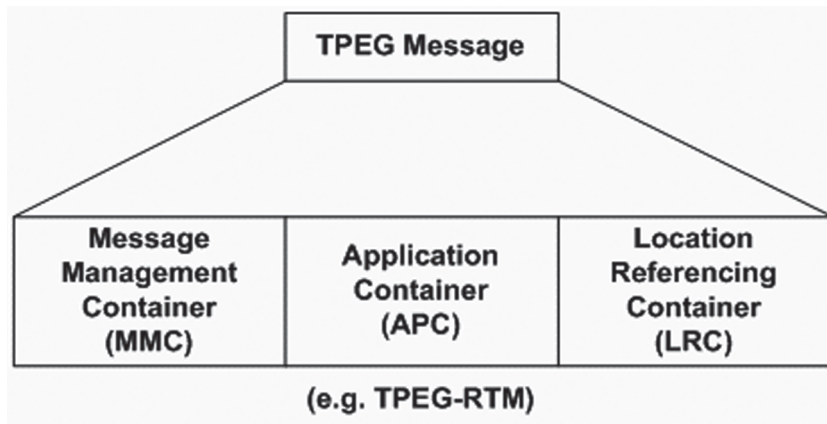 TPEG Message
Message
Management
Container
(MMC)
Application
Container
(APC)
Location
Referencing
Container
(LRC)
(e.g. TPEG-RTM)